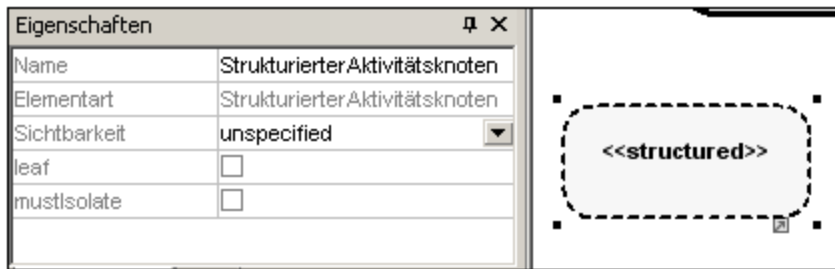 Eigenschaften
Name StrukturierterAktivitätsknoten
Elementart StrukturierterAktivitätsknoten
Sichtbarkeit unspecified
leaf
mustIsolate
<<structured>>